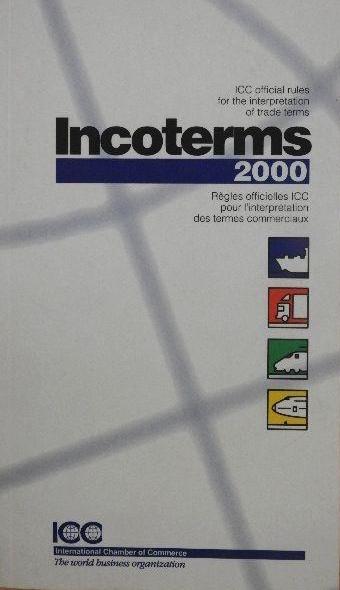 ICC official rules
for the interpretation
of trade terms
Incoterms
2000
Règles officielles ICC
pour l'interprétation
des termes commerciaux
ICC
International Chamber of Commerce
The world business organization